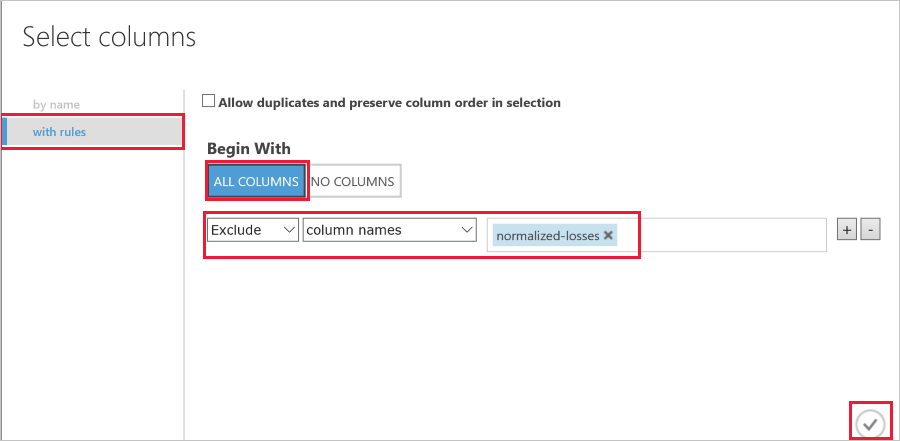 Select columns
by name
with rules
Allow duplicates and preserve column order in selection
Begin With
ALL COLUMNS NO COLUMNS
Exclude column names normalized-losses × + -